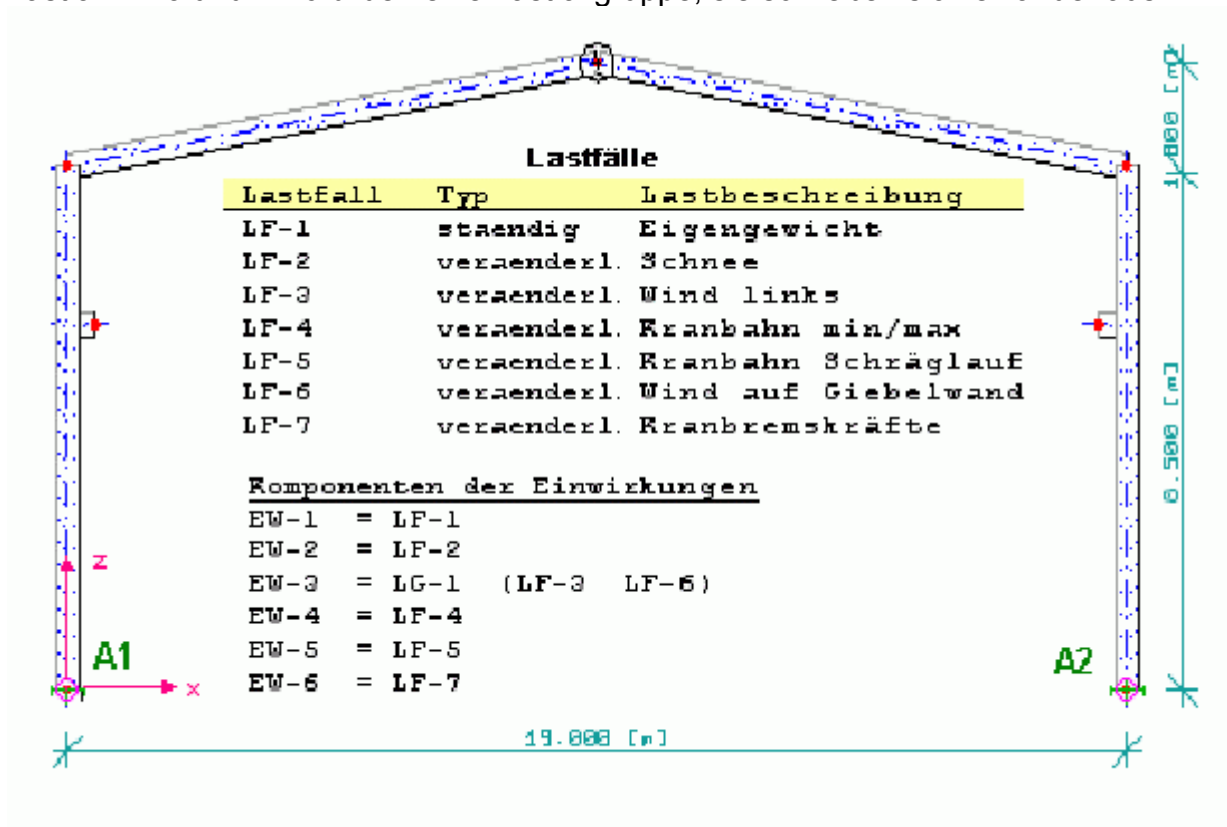 Lastfälle
Lastfall Typ Lastbeschreibung
LF-1 staendig Eigengewicht
LF-2 veraenderl. Schnee
LF-3 veraenderl. Wind links
LF-4 veraenderl. Kranbahn min/max
LF-5 veraenderl. Kranbahn Schräglauf
LF-6 veraenderl. Wind auf Giebelwand
LF-7 veraenderl. Kranbremskräfte
Komponenten der Einwirkungen
EW-1 = LF-1
EW-2 = LF-2
EW-3 = LG-1 (LF-3 LF-6)
EW-4 = LF-4
EW-5 = LF-5
EW-6 = LF-7
z
x
A1
A2
19.000 [m]
1.800 [m]
[m]